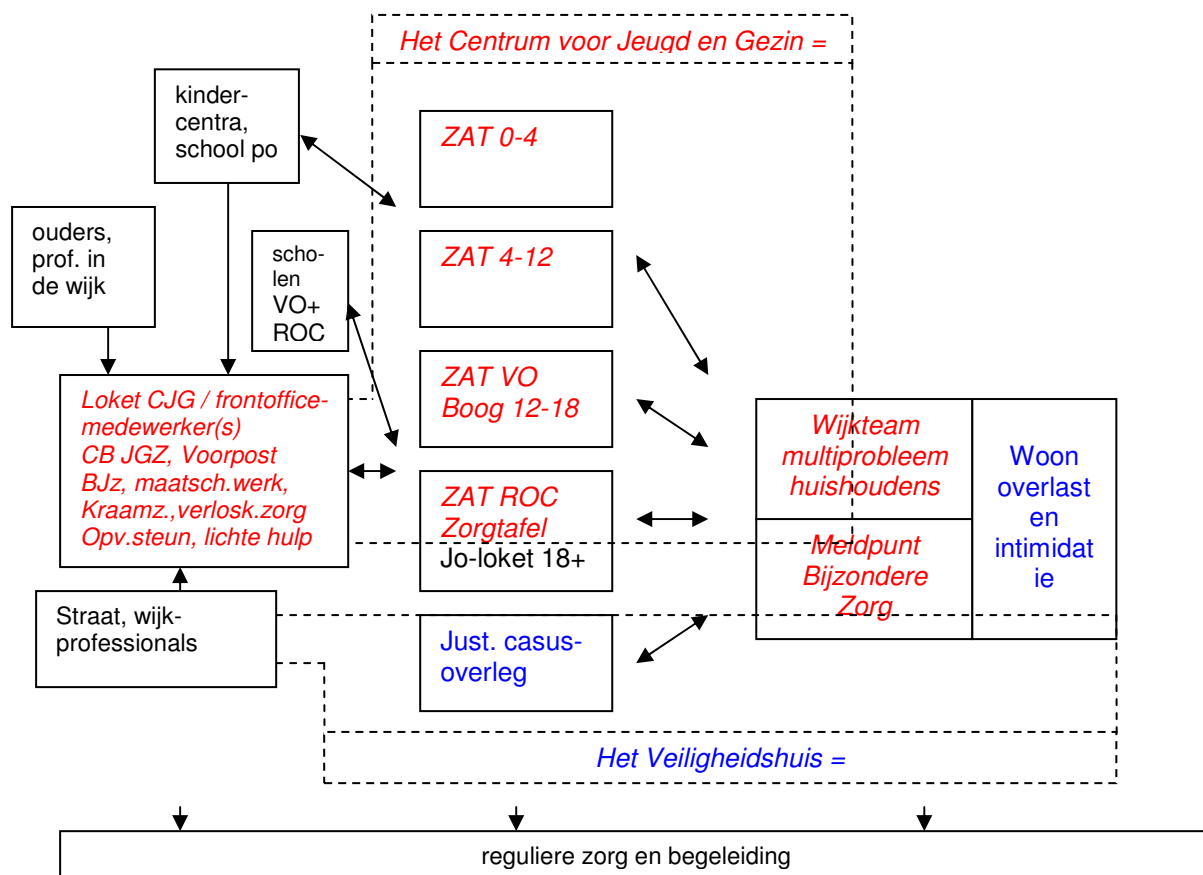 Het Centrum voor Jeugd en Gezin =
kinder-
centra,
school po
ZAT 0-4
ouders,
prof. in
de wijk
scho-
len
VO+
ROC
ZAT 4-12
ZAT VO
Boog 12-18
Loket CJG / frontoffice-
medewerker(s)
CB JGZ, Voorpost
BJz, maatsch.werk,
Kraamz.,verlosk.zorg
Opv.steun, lichte hulp
ZAT ROC
Zorgtafel
Jo-loket 18+
Wijkteam
multiprobleem
huishoudens
Meldpunt
Bijzondere
Zorg
Woon
overlast
en
intimidat
ie
Straat, wijk-
professionals
Just. casus-
overleg
Het Veiligheidshuis =
reguliere zorg en begeleiding